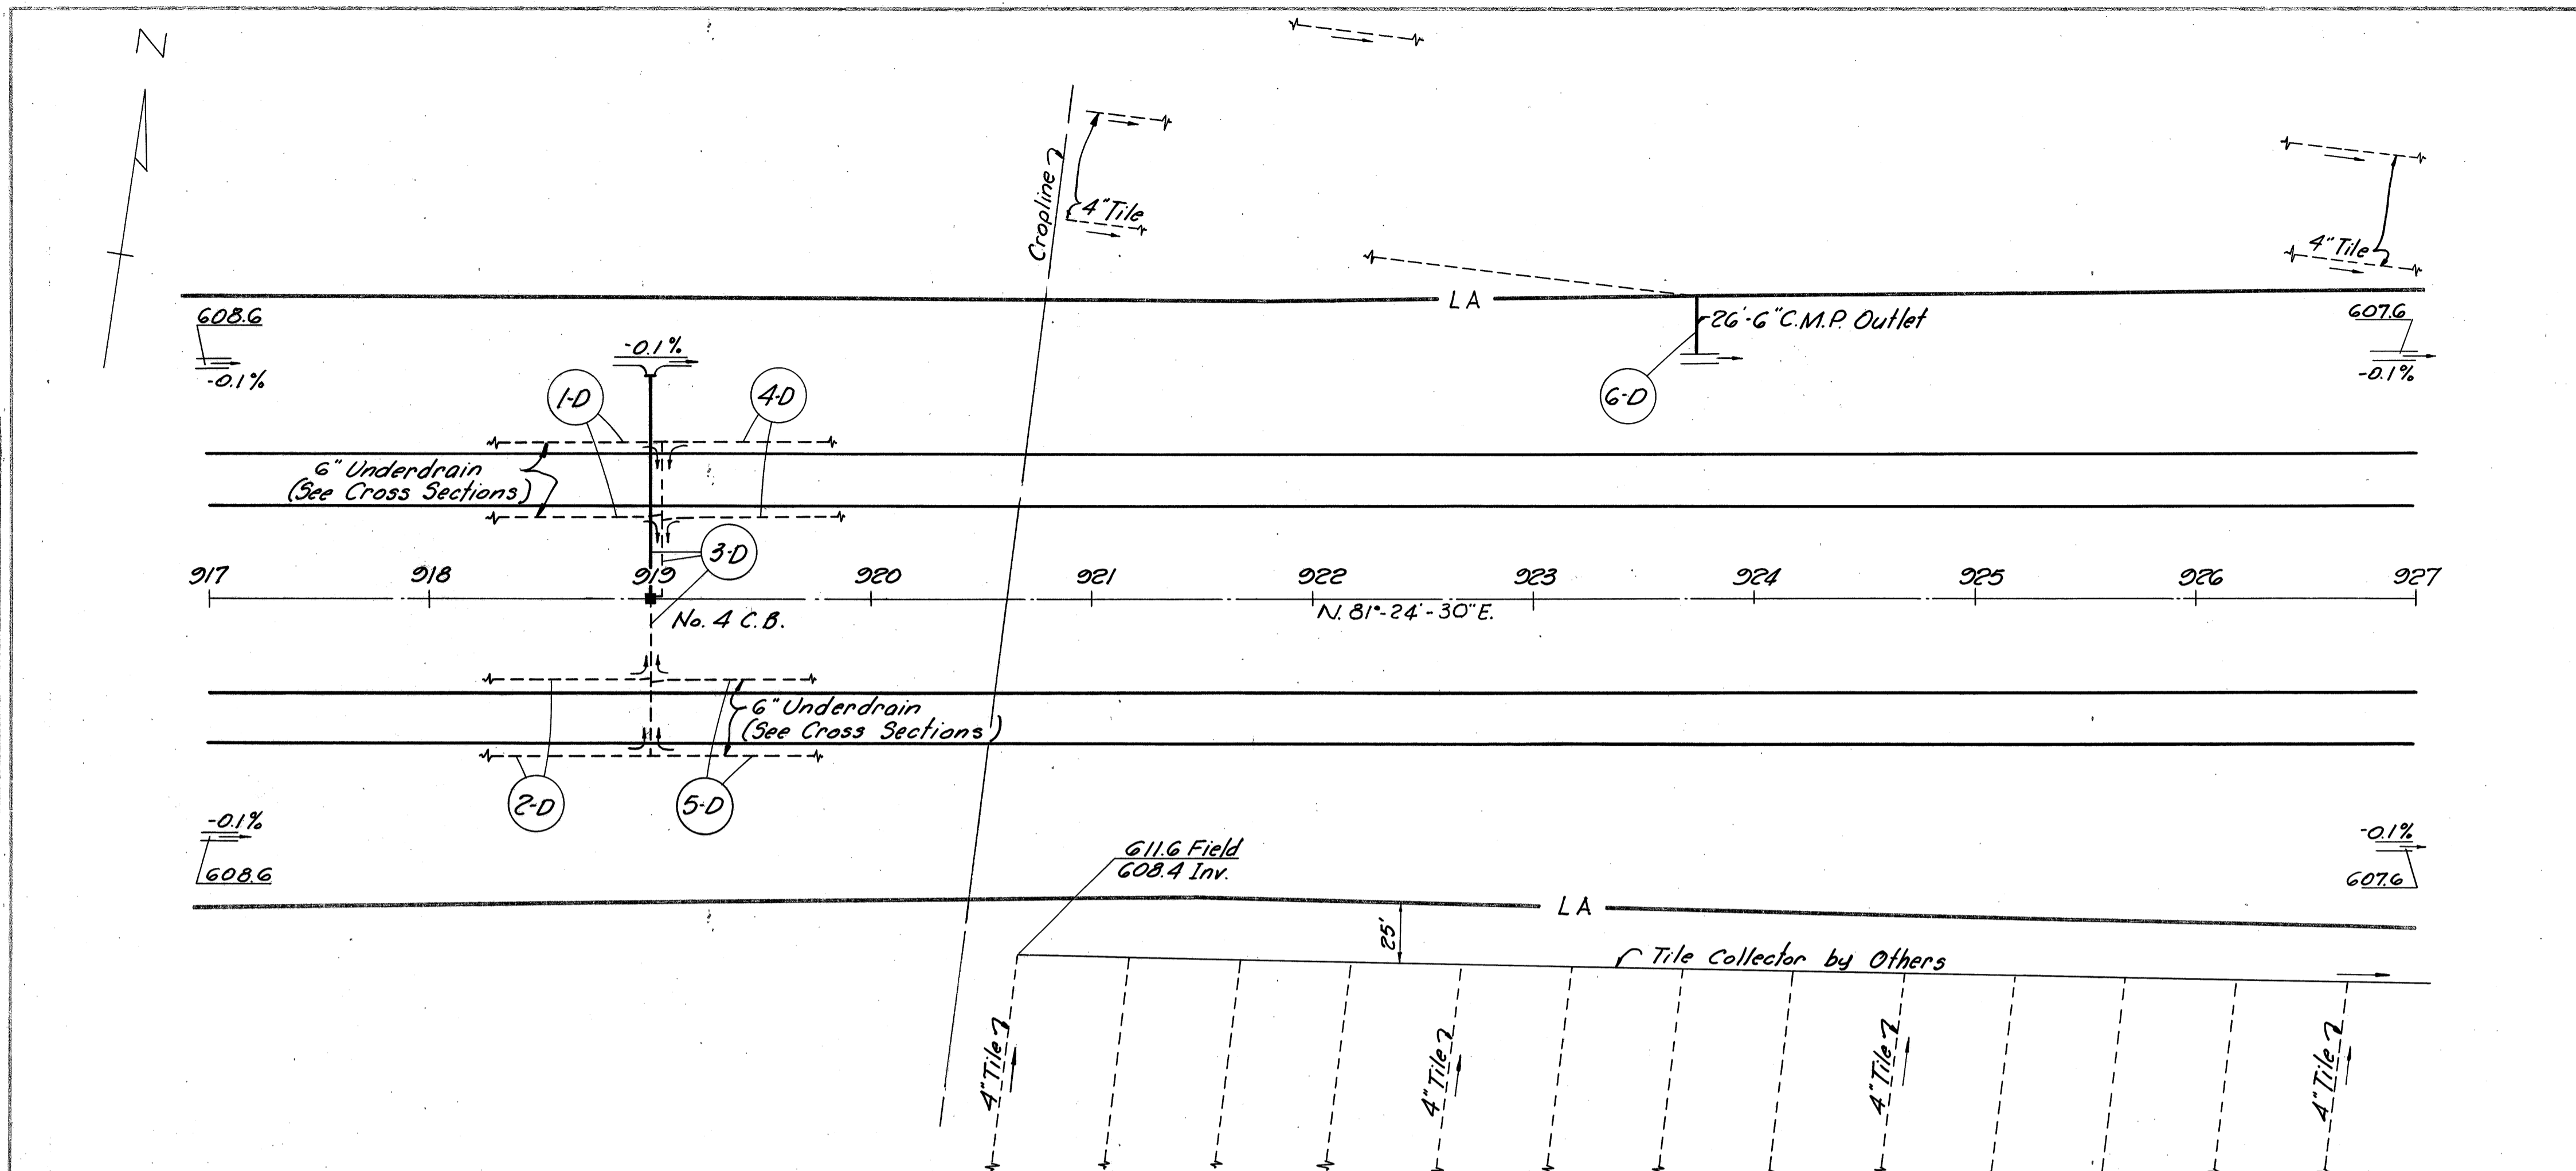 N
Cropline
4" Tile
4" Tile
LA
608.6
-0.1%
-0.1%
26'-6" C.M.P. Outlet
607.6
-0.1%
1-D
4-D
6-D
6" Underdrain
(See Cross Sections)
3-D
917 918 919 920 921 922 923 924 925 926 927
No. 4 C.B.
N. 81°-24'-30" E.
6" Underdrain
(See Cross Sections)
2-D
5-D
-0.1%
608.6
611.6 Field
608.4 Inv.
-0.1%
607.6
LA
25'
Tile Collector by Others
4" Tile
4" Tile
4" Tile
4" Tile